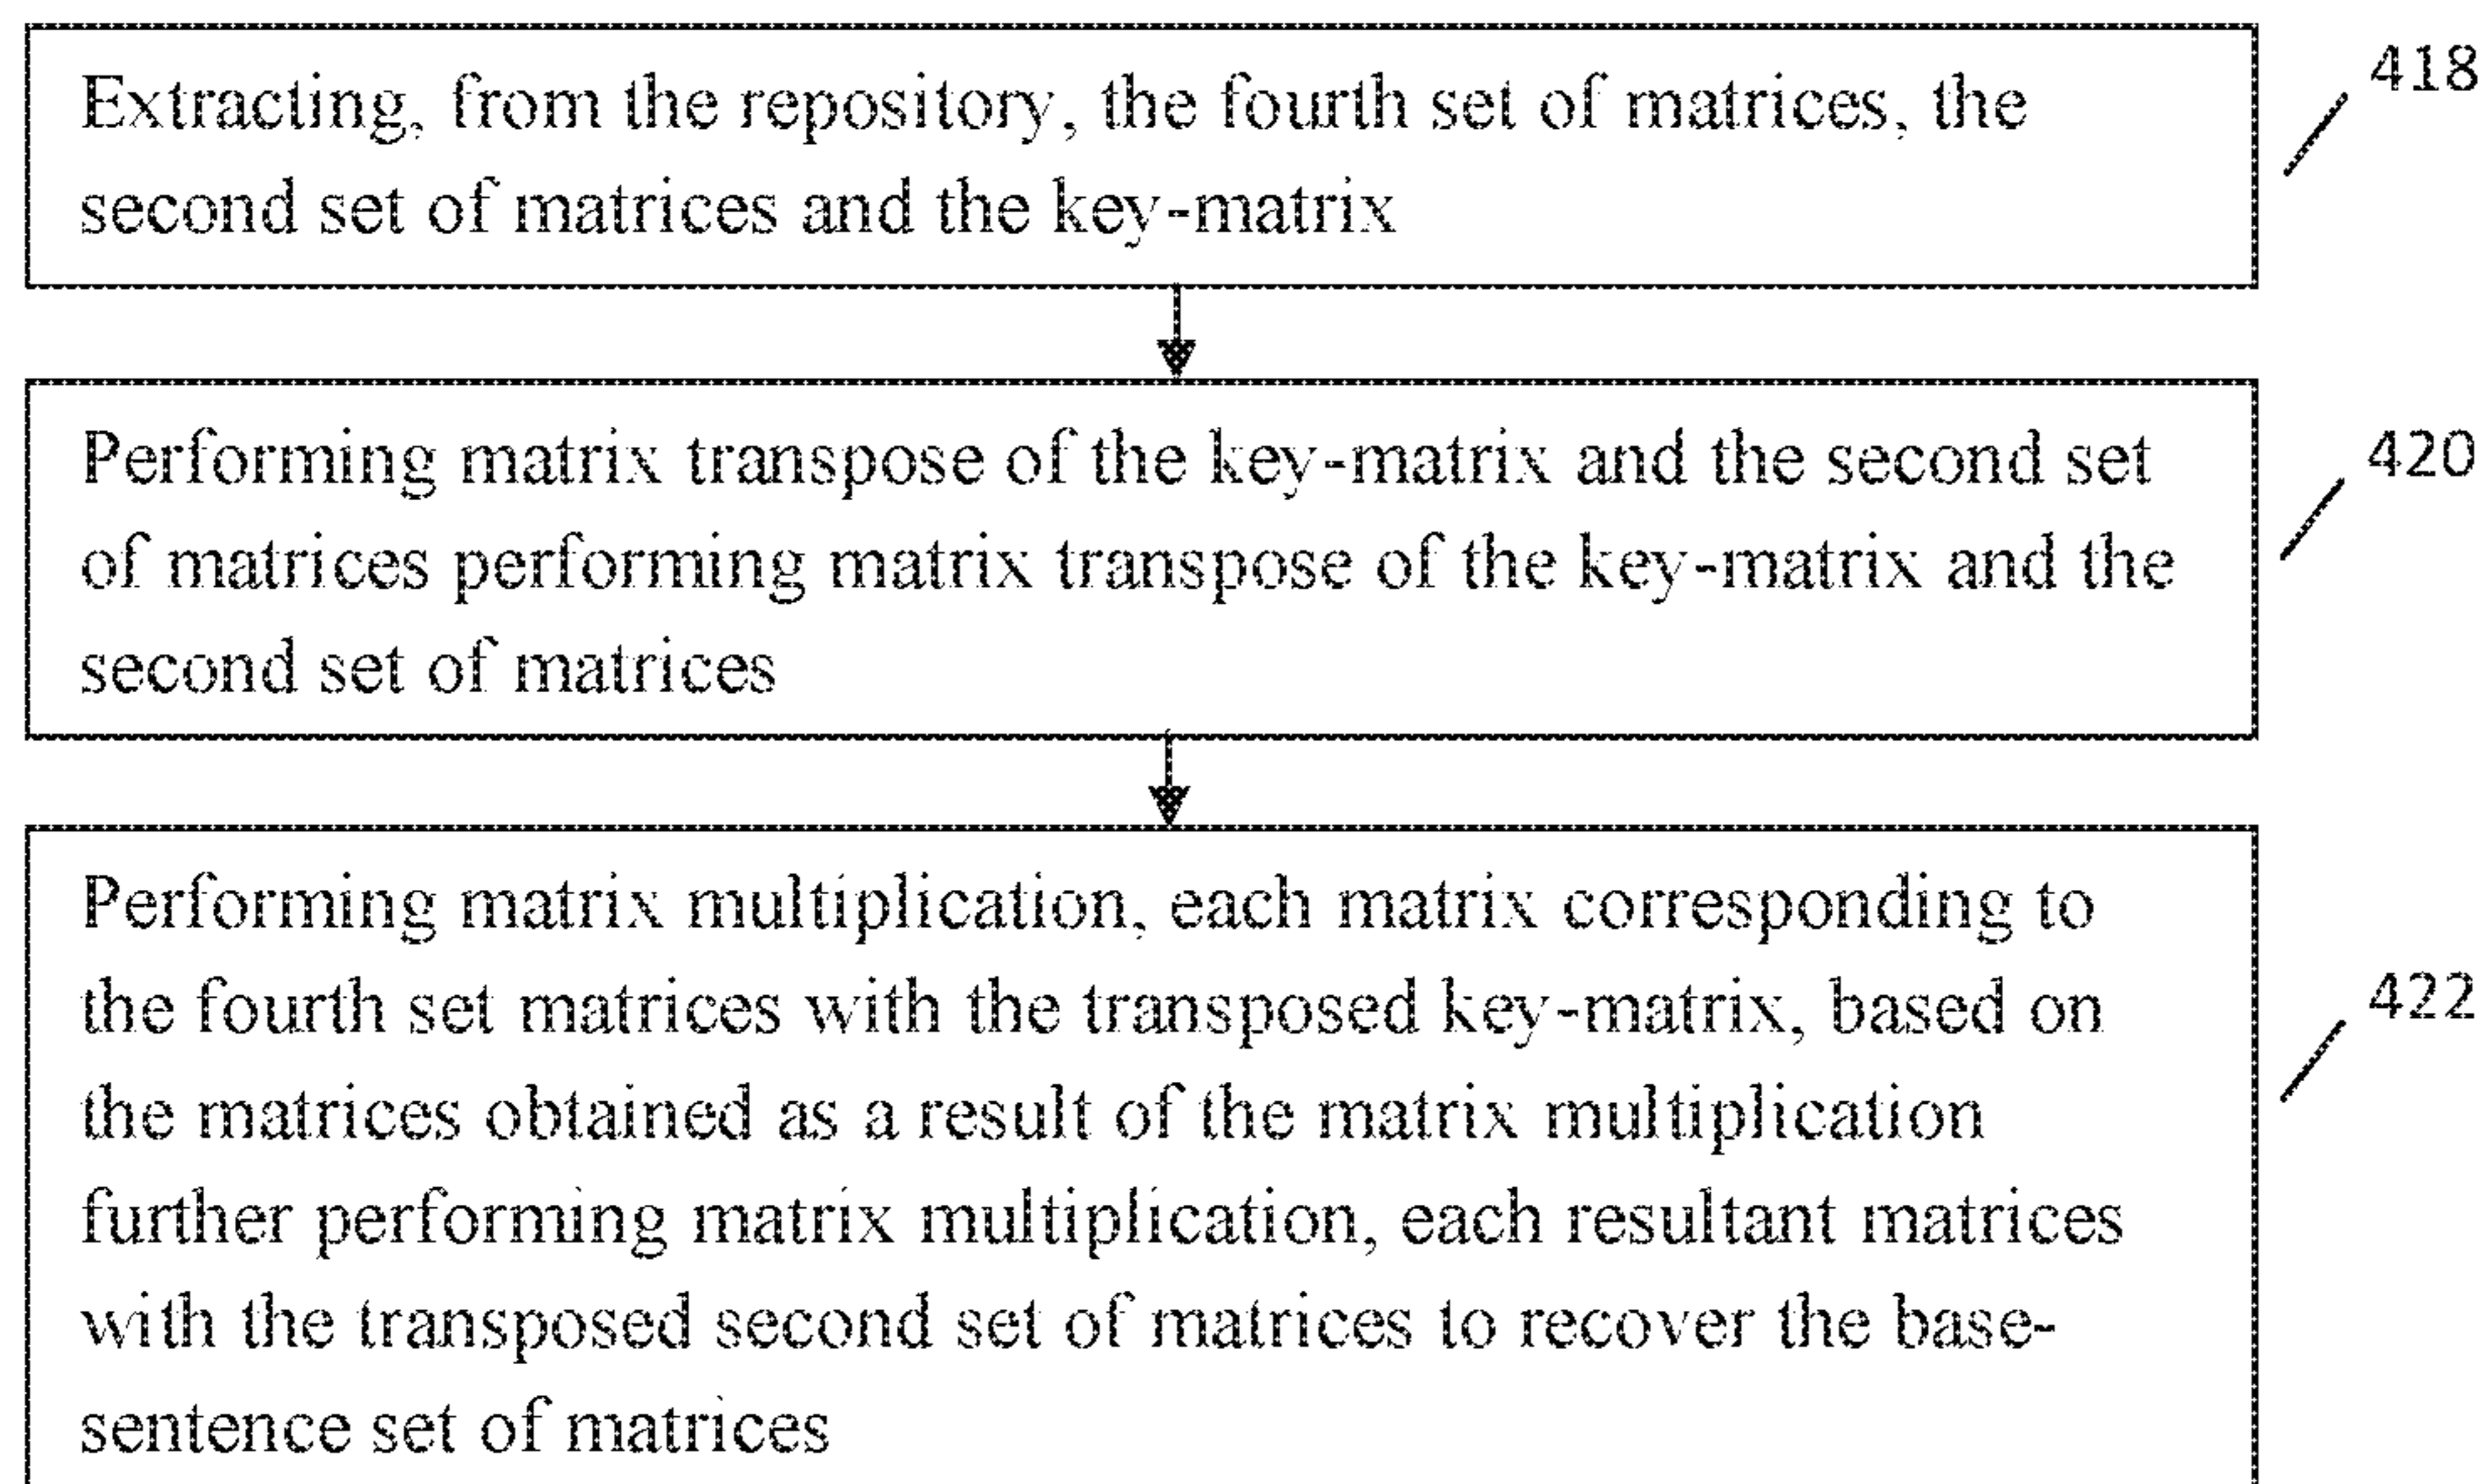 Extracting, from the repository, the fourth set of matrices, the
second set of matrices and the key-matrix
418
Performing matrix transpose of the key-matrix and the second set
of matrices performing matrix transpose of the key-matrix and the
second set of matrices
420
Performing matrix multiplication, each matrix corresponding to
the fourth set matrices with the transposed key-matrix, based on
the matrices obtained as a result of the matrix multiplication
further performing matrix multiplication, each resultant matrices
with the transposed second set of matrices to recover the base-
sentence set of matrices
422